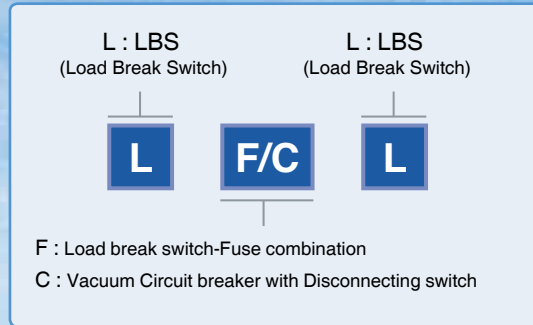 L : LBS
(Load Break Switch)
L : LBS
(Load Break Switch)
L
F/C
L
F : Load break switch-Fuse combination
C : Vacuum Circuit breaker with Disconnecting switch